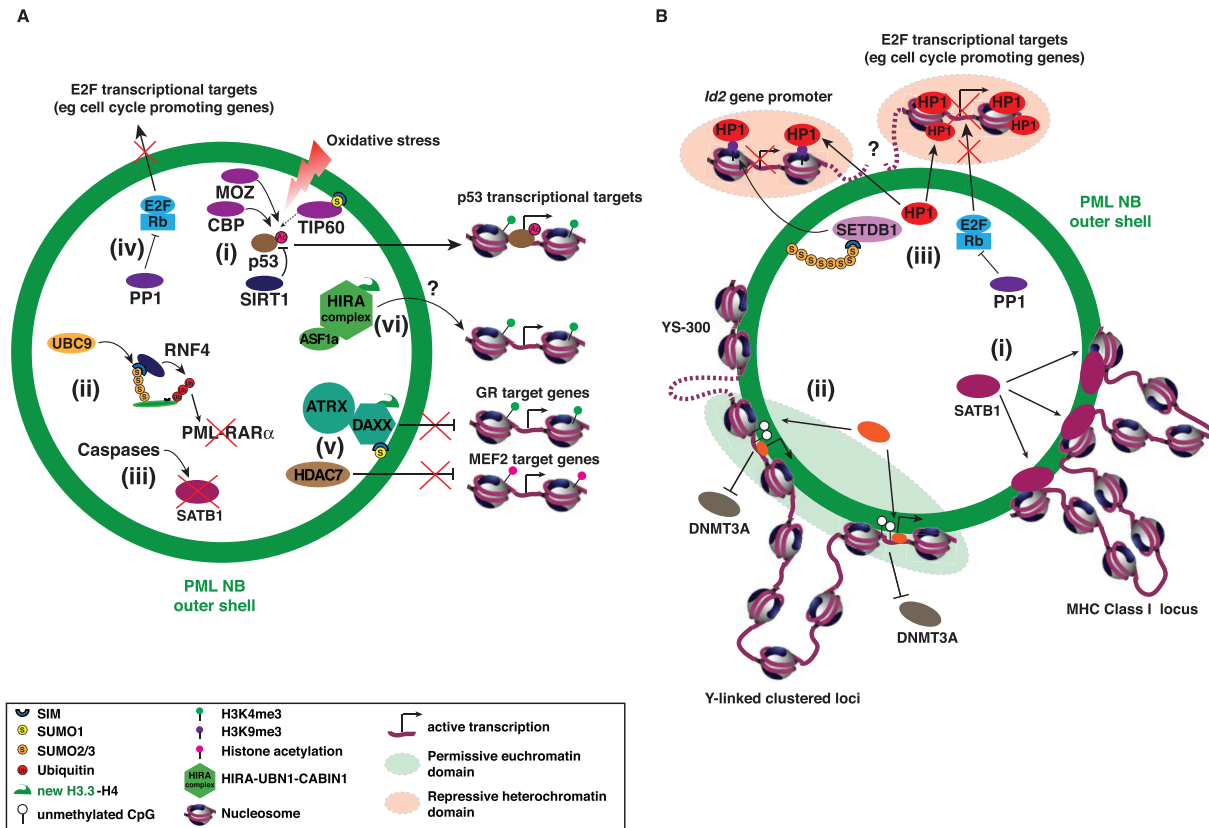 A
E2F transcriptional targets
(eg cell cycle promoting genes)
Oxidative stress
MOZ
CBP
TIP60
S
Ac
(i)
p53
SIRT1
E2F
Rb
(iv)
PP1
p53 transcriptional targets
Ac
HIRA
complex
ASF1a
(vi)
?
UBC9
RNF4
(ii)
S
S
S
S
Ub
Ub
Ub
PML-RARα
Caspases
(iii)
SATB1
ATRX
DAXX
(v)
S
HDAC7
GR target genes
MEF2 target genes
PML NB
outer shell
B
E2F transcriptional targets
(eg cell cycle promoting genes)
Id2 gene promoter
HP1
HP1
HP1
HP1
HP1
HP1
?
SETDB1
S S S S S S S S
HP1
(iii)
E2F
Rb
PP1
PML NB
outer shell
YS-300
(i)
SATB1
(ii)
DNMT3A
DNMT3A
MHC Class I locus
Y-linked clustered loci
SIM
S SUMO1
S SUMO2/3
Ub Ubiquitin
new H3.3-H4
unmethylated CpG
H3K4me3
H3K9me3
Histone acetylation
HIRA
complex
HIRA-UBN1-CABIN1
Nucleosome
active transcription
Permissive euchromatin
domain
Repressive heterochromatin
domain